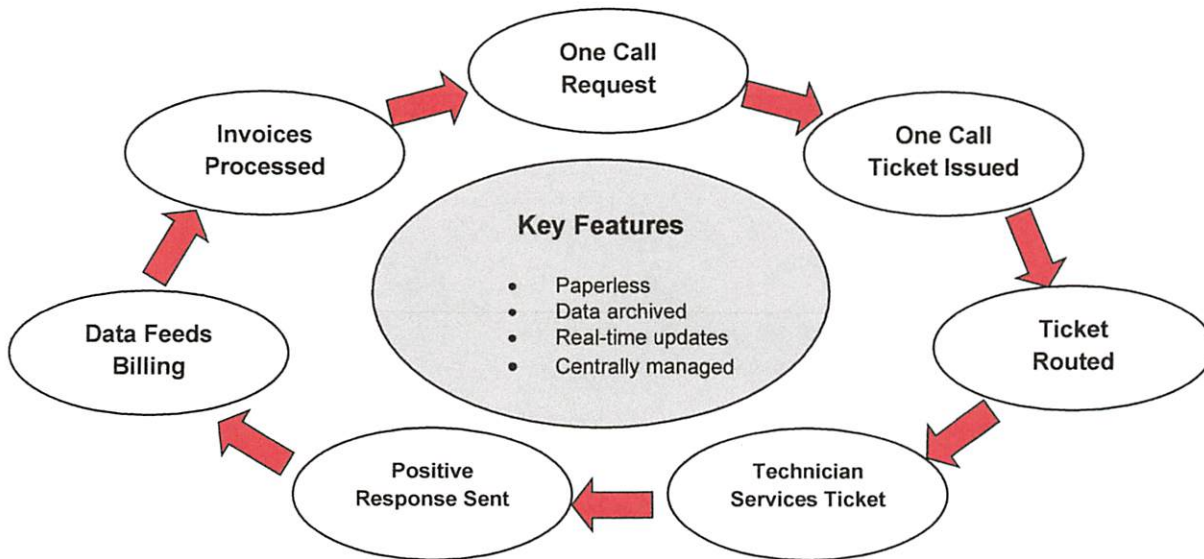 One Call
Request
One Call
Ticket Issued
Ticket
Routed
Technician
Services Ticket
Positive
Response Sent
Data Feeds
Billing
Invoices
Processed
Key Features
• Paperless
• Data archived
• Real-time updates
• Centrally managed